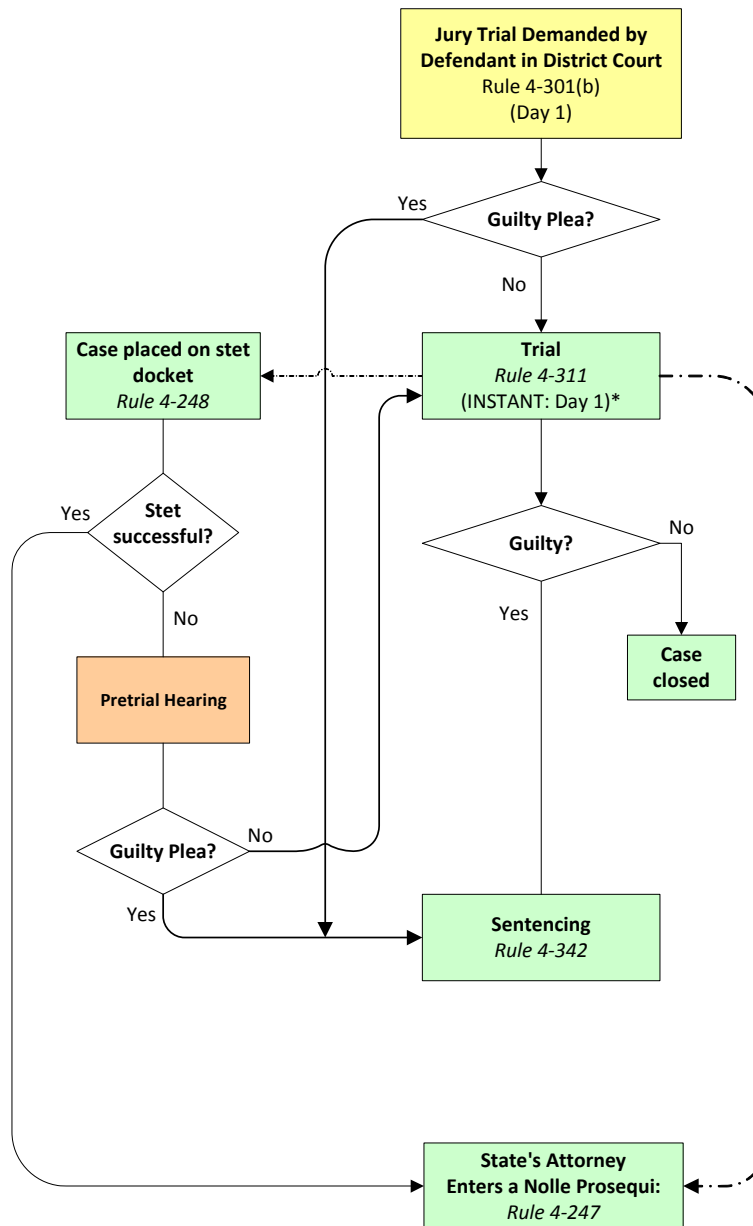 Jury Trial Demanded by
Defendant in District Court
Rule 4-301(b)
(Day 1)
Yes
Guilty Plea?
No
Case placed on stet
docket
Rule 4-248
Trial
Rule 4-311
(INSTANT: Day 1)*
Yes
Stet
successful?
No
Guilty?
No
Yes
Case
closed
Pretrial Hearing
Guilty Plea?
No
Yes
Sentencing
Rule 4-342
State's Attorney
Enters a Nolle Prosequi:
Rule 4-247